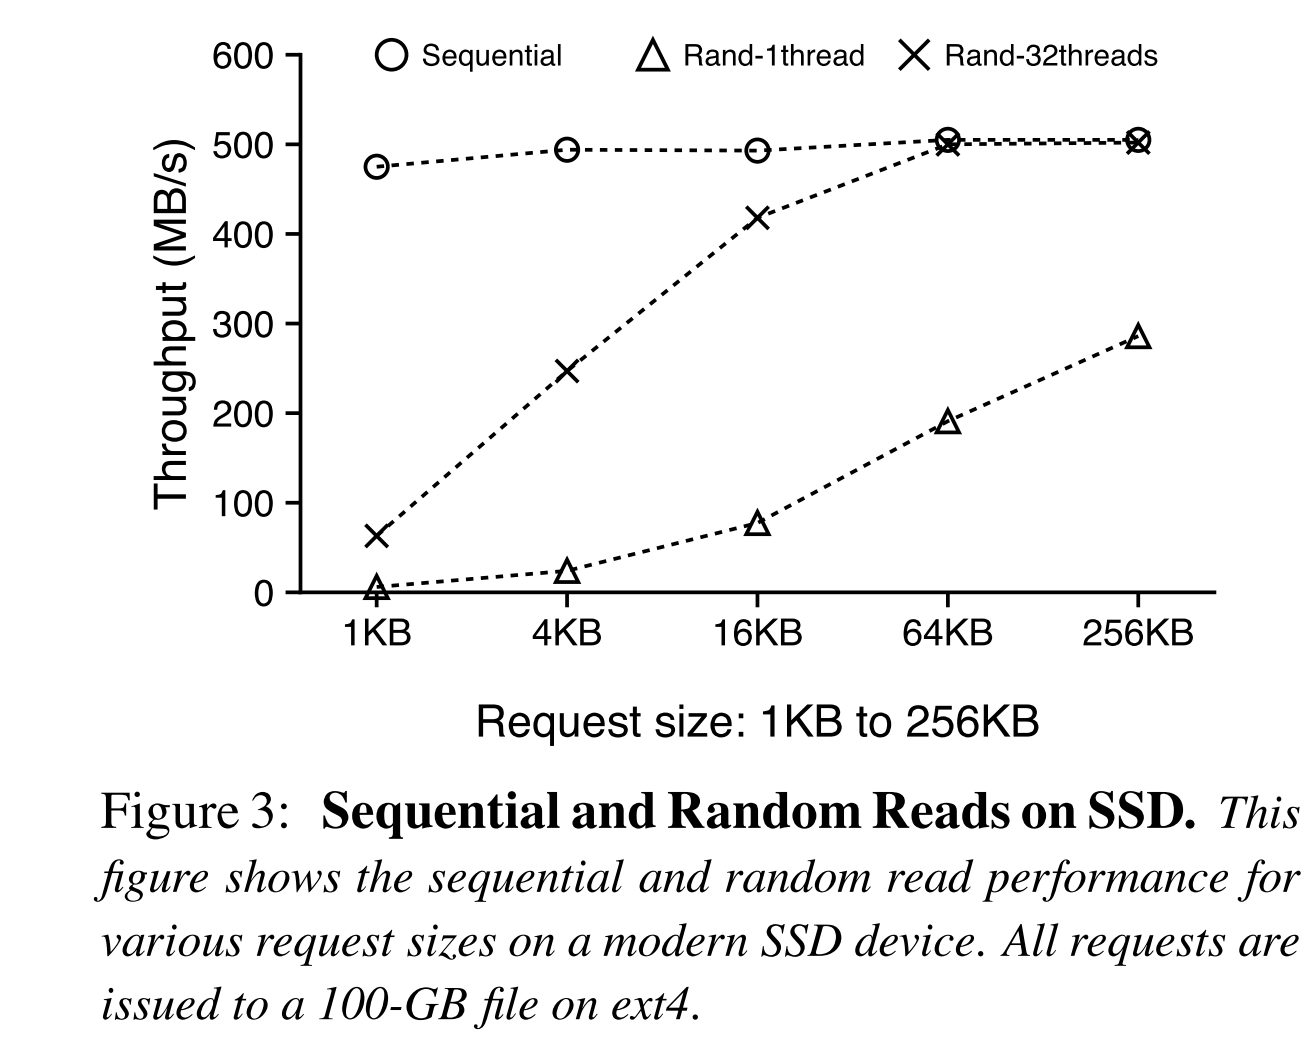 600
Sequential Rand-1thread Rand-32threads
500
400
300
200
100
0
Throughput (MB/s)
1KB 4KB 16KB 64KB 256KB
Request size: 1KB to 256KB
Figure 3: Sequential and Random Reads on SSD. This
figure shows the sequential and random read performance for
various request sizes on a modern SSD device. All requests are
issued to a 100-GB file on ext4.